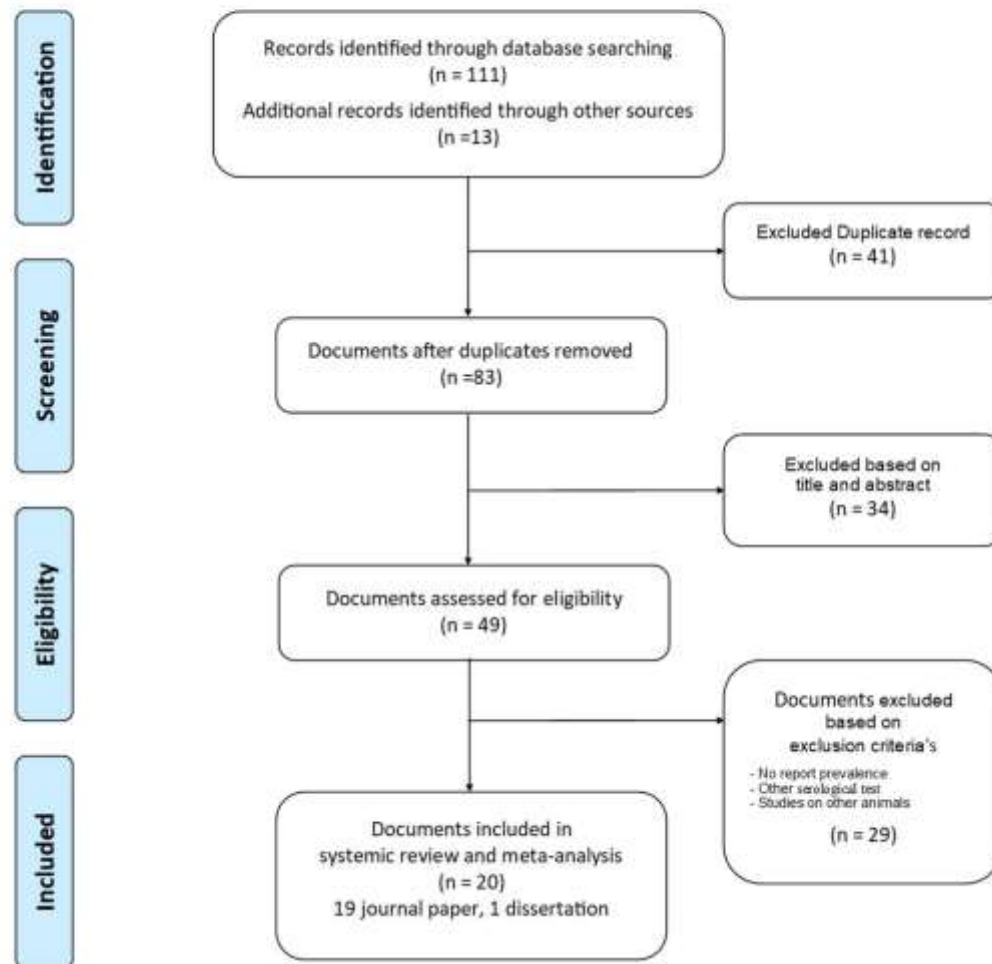 Identification
Records identified through database searching
(n = 111)
Additional records identified through other sources
(n =13)
Excluded Duplicate record
(n = 41)
Screening
Documents after duplicates removed
(n =83)
Excluded based on
title and abstract
(n = 34)
Eligibility
Documents assessed for eligibility
(n = 49)
Documents excluded
based on
exclusion criteria's
- No report prevalence
- Other serological test
- Studies on other animals
(n = 29)
Included
Documents included in
systemic review and meta-analysis
(n = 20)
19 journal paper, 1 dissertation